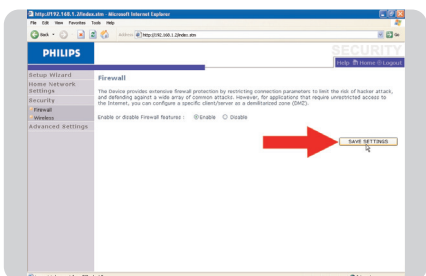 http://192.168.1.2/index.stm - Microsoft Internet Explorer
File Edit View Favorites Tools Help
Back
Address http://192.168.1.2/index.stm Go
PHILIPS
SECURITY
Help Home Logout
Setup Wizard
Home Network
Settings
Security
Firewall
Wireless
Advanced Settings
Firewall
The Device provides extensive firewall protection by restricting connection parameters to limit the risk of hacker attack,
and defending against a wide array of common attacks. However, for applications that require unrestricted access to
the Internet, you can configure a specific client/server as a demilitarized zone (DMZ).
Enable or disable Firewall features : Enable Disable
SAVE SETTINGS